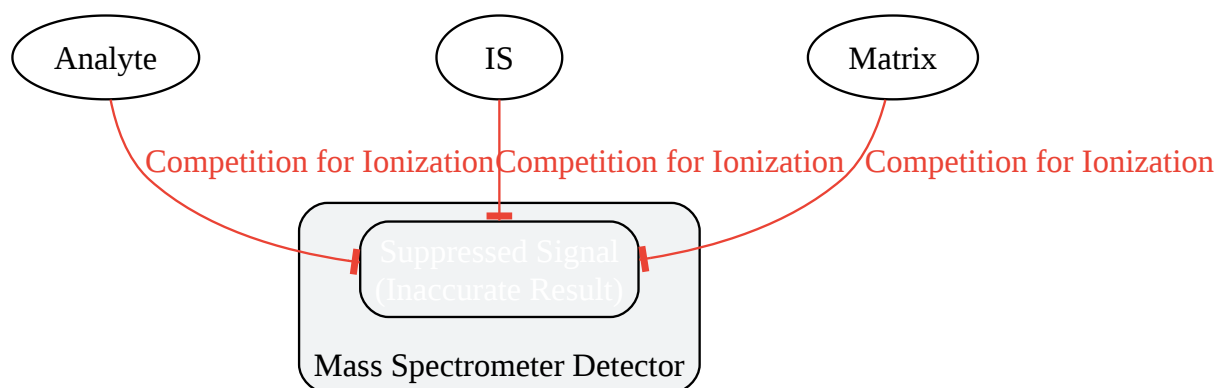 Analyte
IS
Matrix
Competition for Ionization
Competition for Ionization
Competition for Ionization
Suppressed Signal
(Inaccurate Result)
Mass Spectrometer Detector